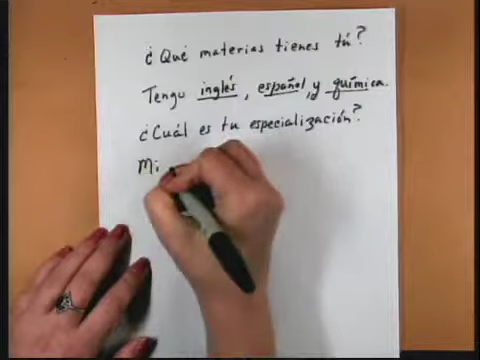 ¿Qué materias tienes tú?
Tengo inglés, español, y química.
¿Cuál es tu especialización?
Mi